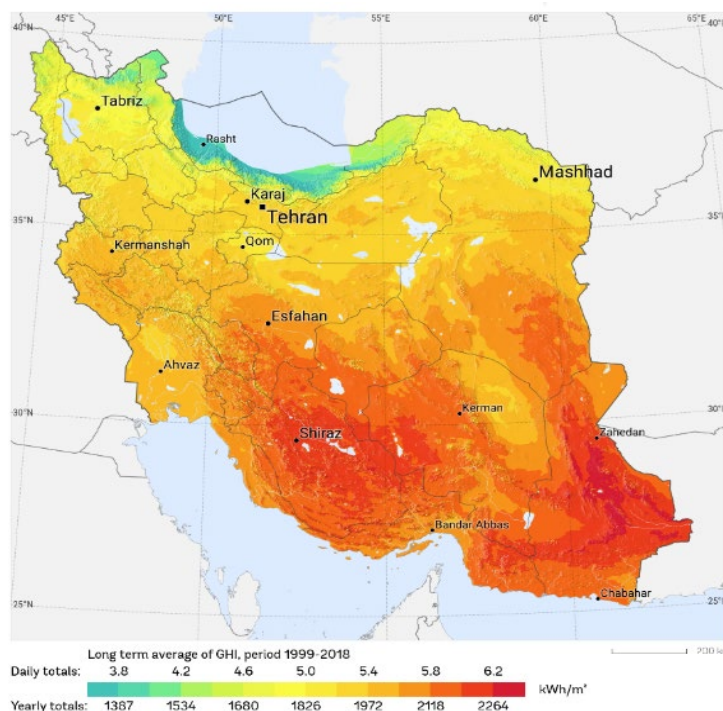 45°E 50°E 55°E 60°E 65°E
40°N 40°N
Tabriz
Rasht
Mashhad
Karaj
Tehran
35°N 35°N
Qom
Kermanshah
Esfahan
Ahvaz
30°N 30°N
Kerman
Shiraz
Zahedan
Bandar Abbas
25°N 25°N
Chabahar
Long term average of GHI, period 1999-2018
200 k
Daily totals: 3.8 4.2 4.6 5.0 5.4 5.8 6.2
kWh/m²
Yearly totals: 1387 1534 1680 1826 1972 2118 2264